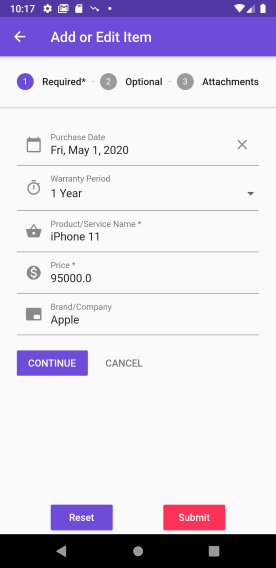 10:17
Add or Edit Item
1 Required* 2 Optional 3 Attachments
Purchase Date
Fri, May 1, 2020
Warranty Period
1 Year
Product/Service Name *
iPhone 11
Price *
95000.0
Brand/Company
Apple
CONTINUE CANCEL
Reset Submit